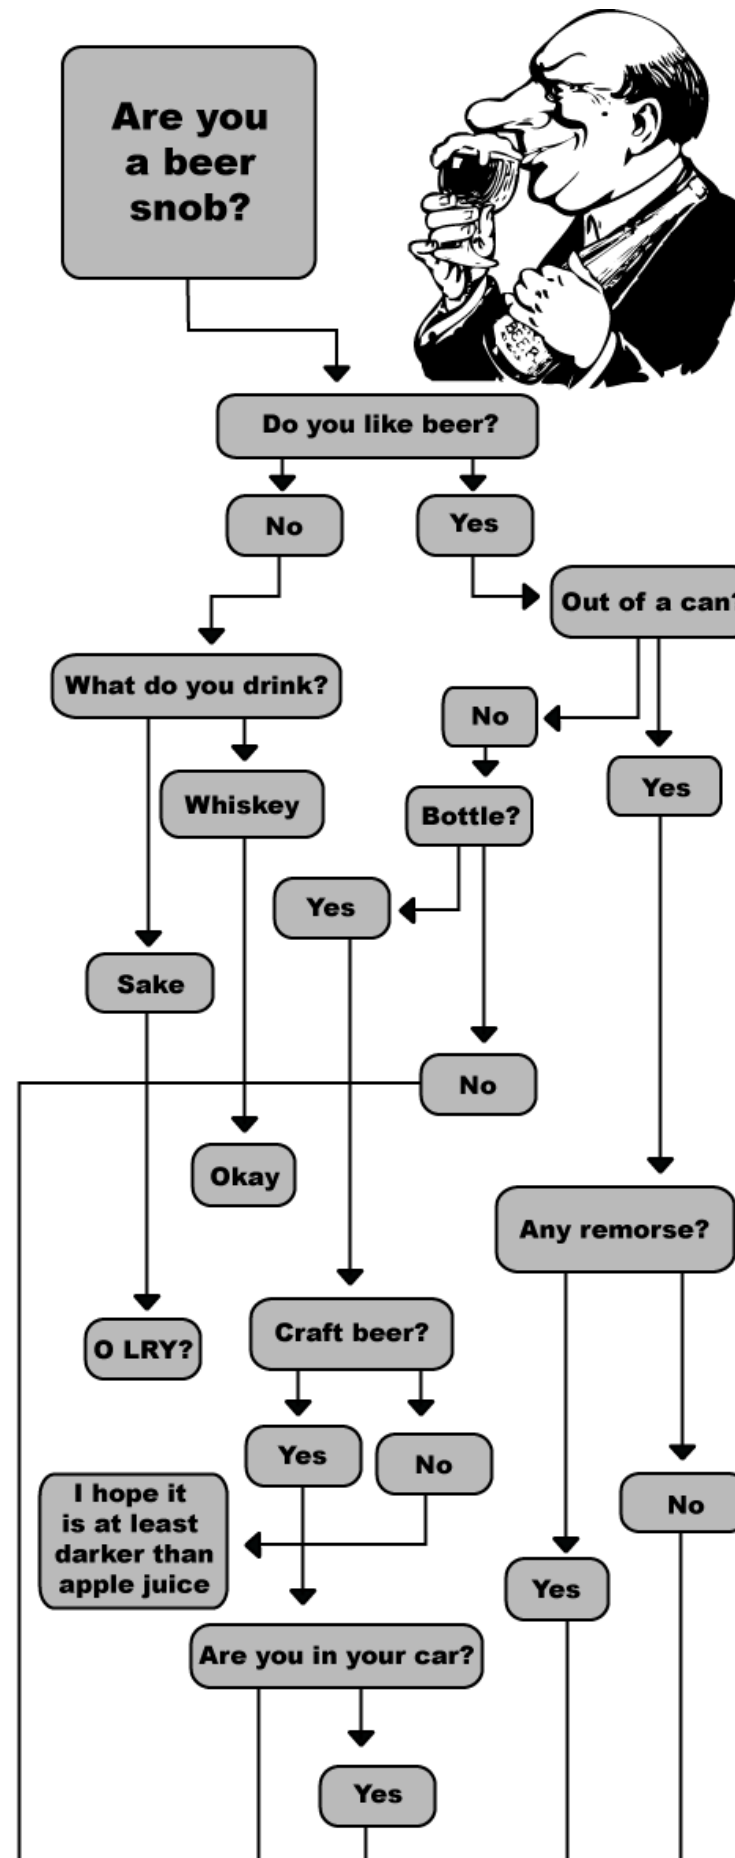 Are you
a beer
snob?
BEER
Do you like beer?
No
Yes
Out of a can?
What do you drink?
No
Whiskey
Yes
Bottle?
Yes
Sake
No
Okay
Any remorse?
Craft beer?
O LRY?
Yes
No
I hope it
is at least
darker than
apple juice
No
Yes
Are you in your car?
Yes